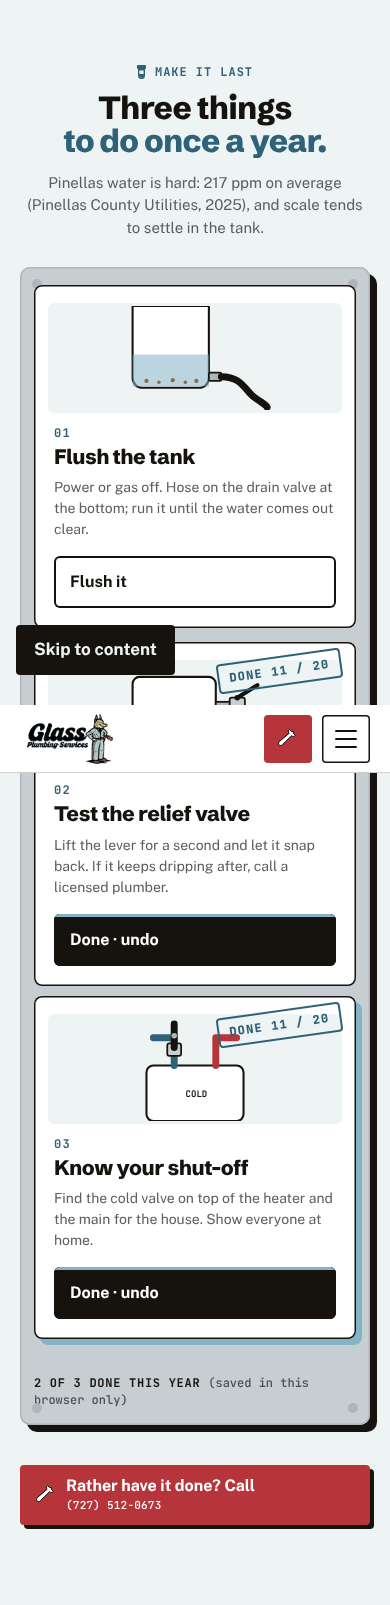 MAKE IT LAST
Three things
to do once a year.
Pinellas water is hard: 217 ppm on average
(Pinellas County Utilities, 2025), and scale tends
to settle in the tank.
01
Flush the tank
Power or gas off. Hose on the drain valve at
the bottom; run it until the water comes out
clear.
Flush it
Skip to content
DONE 11 / 20
Glass
Plumbing Services
02
Test the relief valve
Lift the lever for a second and let it snap
back. If it keeps dripping after, call a
licensed plumber.
Done · undo
DONE 11 / 20
COLD
03
Know your shut-off
Find the cold valve on top of the heater and
the main for the house. Show everyone at
home.
Done · undo
2 OF 3 DONE THIS YEAR (saved in this
browser only)
Rather have it done? Call
(727) 512-0673